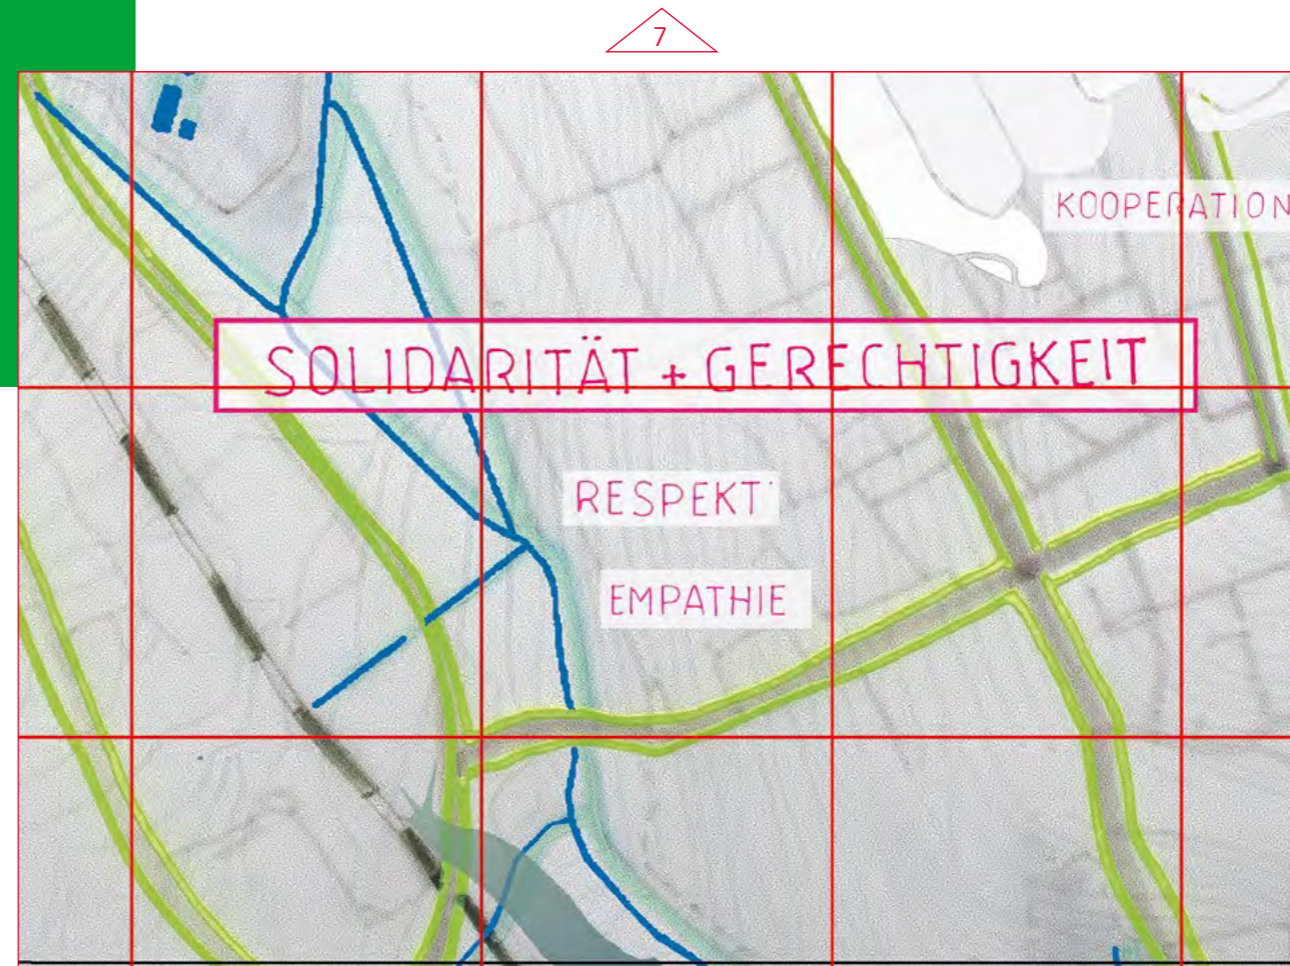 7
KOOPERATION
SOLIDARITÄT + GERECHTIGKEIT
RESPEKT
EMPATHIE